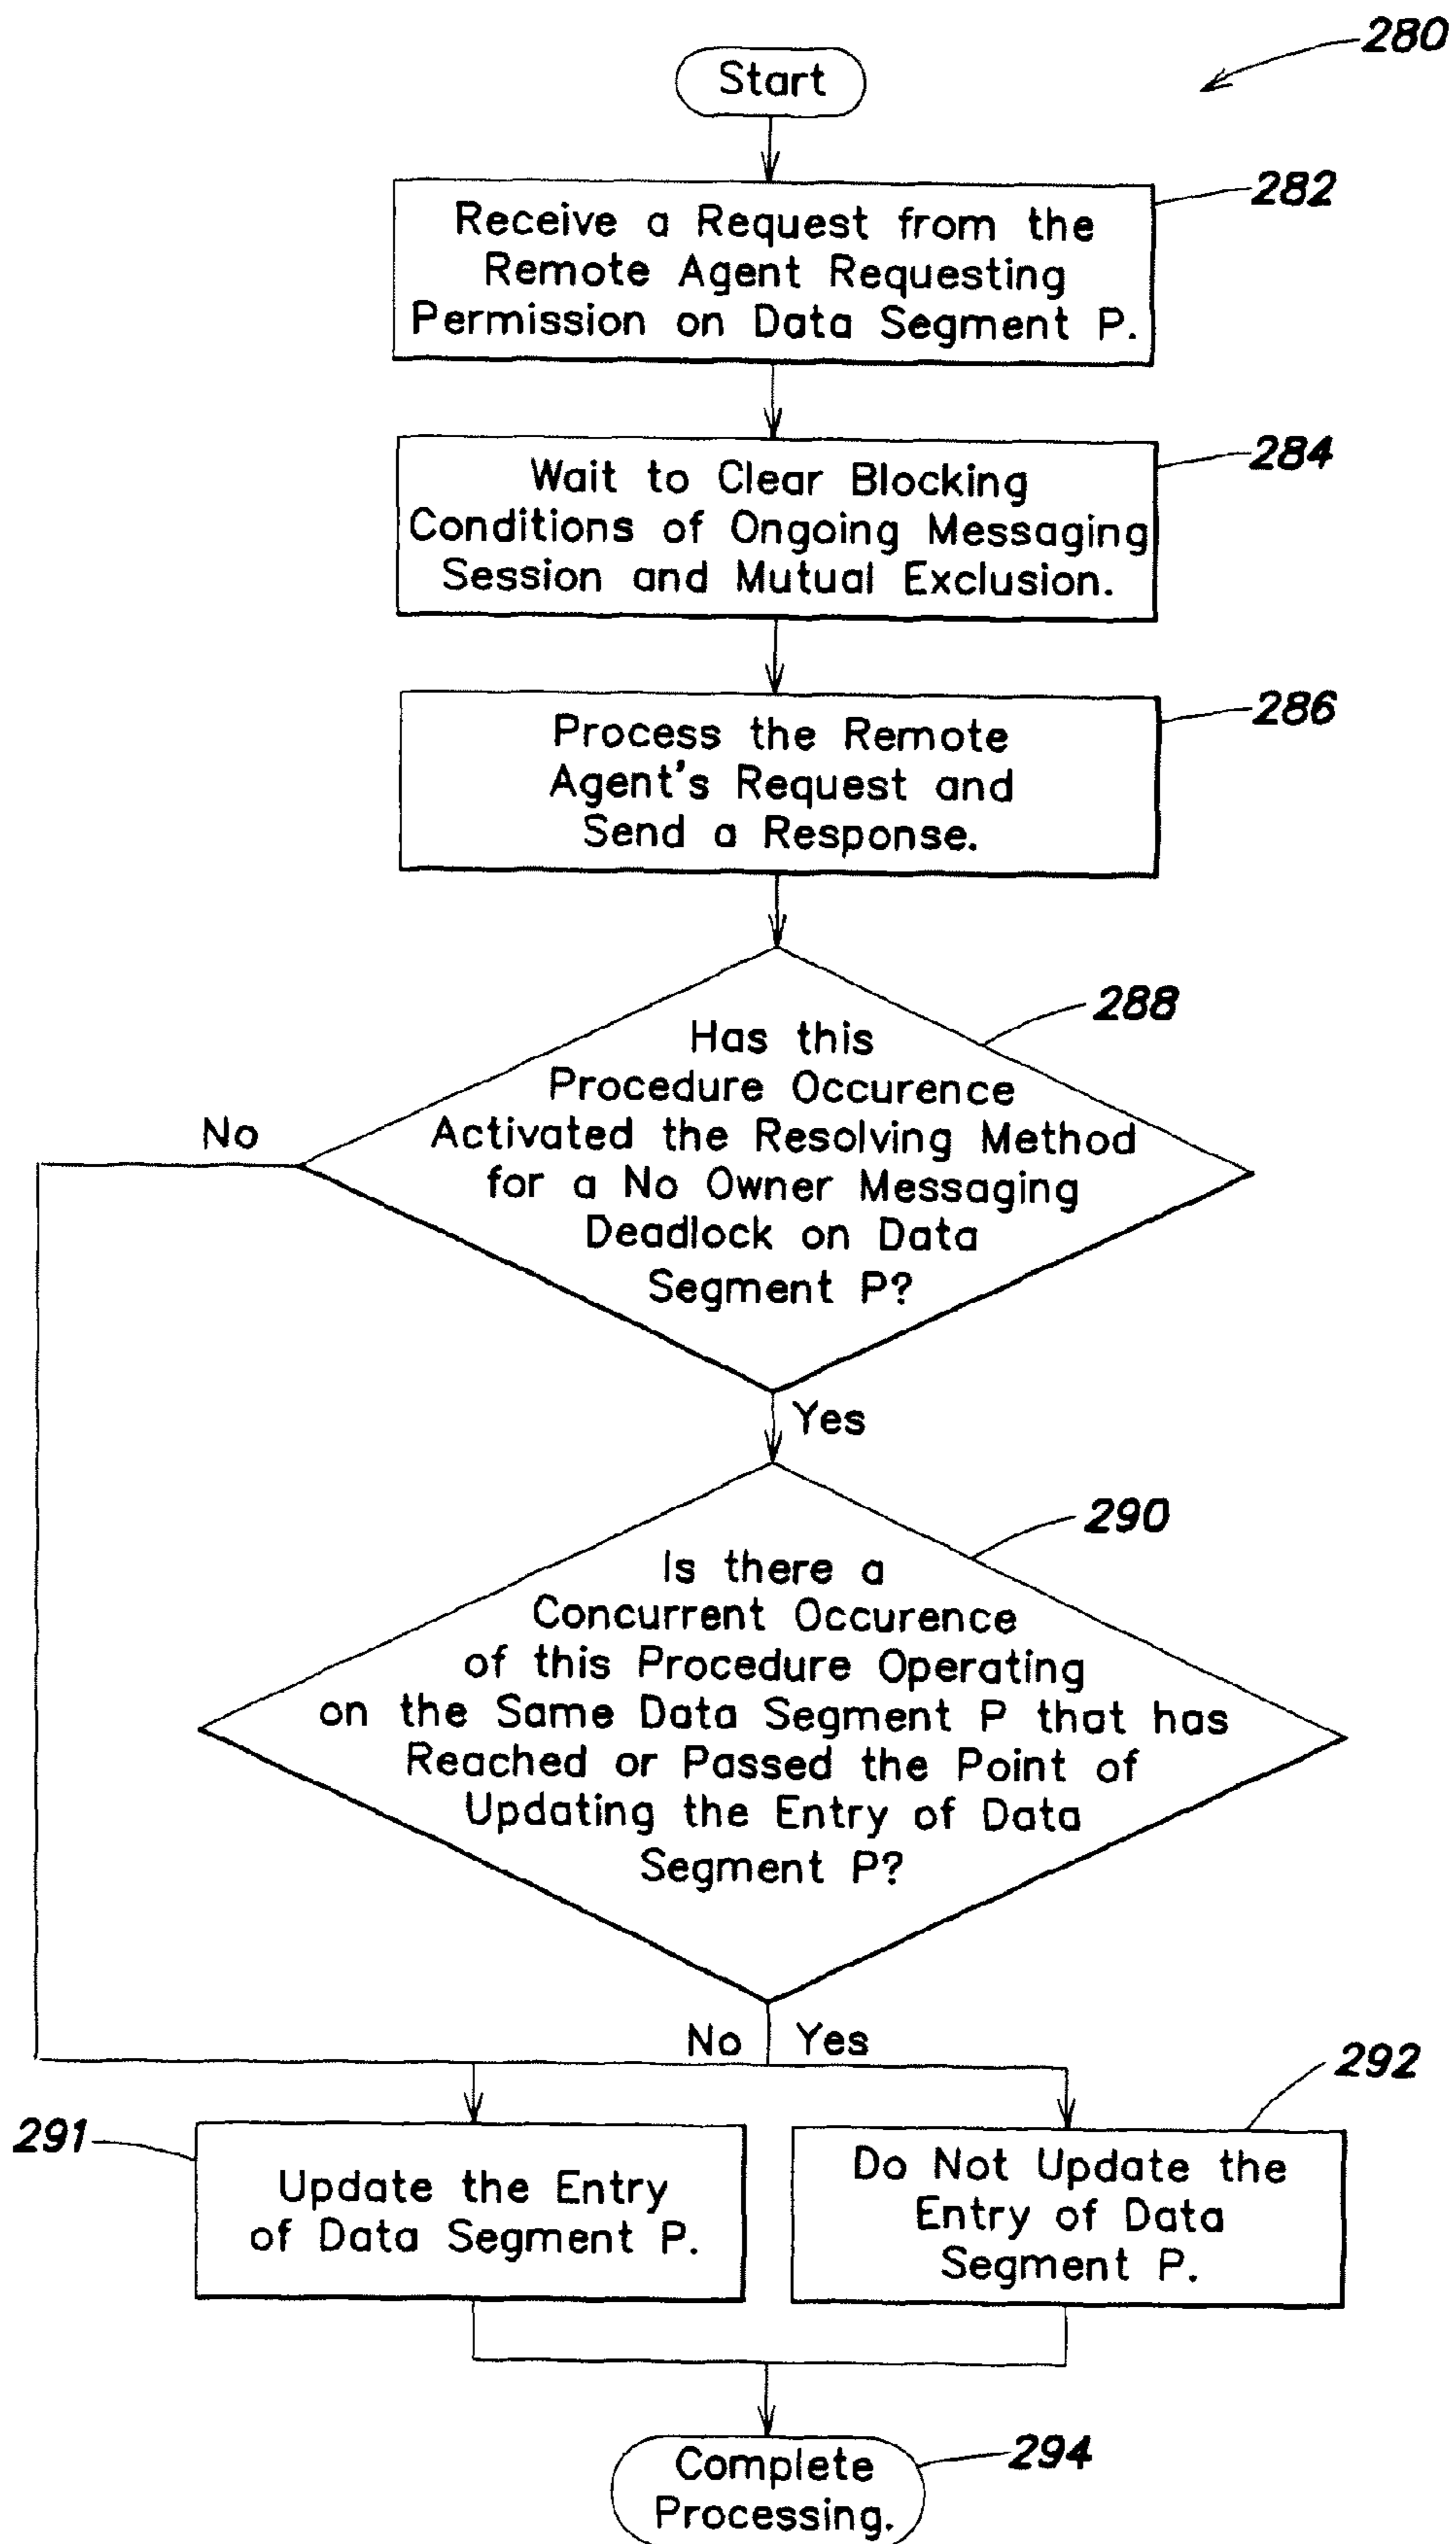 280
Start
282
Receive a Request from the
Remote Agent Requesting
Permission on Data Segment P.
284
Wait to Clear Blocking
Conditions of Ongoing Messaging
Session and Mutual Exclusion.
286
Process the Remote
Agent's Request and
Send a Response.
288
Has this
Procedure Occurence
Activated the Resolving Method
for a No Owner Messaging
Deadlock on Data
Segment P?
No
Yes
290
Is there a
Concurrent Occurence
of this Procedure Operating
on the Same Data Segment P that has
Reached or Passed the Point of
Updating the Entry of Data
Segment P?
No
Yes
291
Update the Entry
of Data Segment P.
292
Do Not Update the
Entry of Data
Segment P.
294
Complete
Processing.